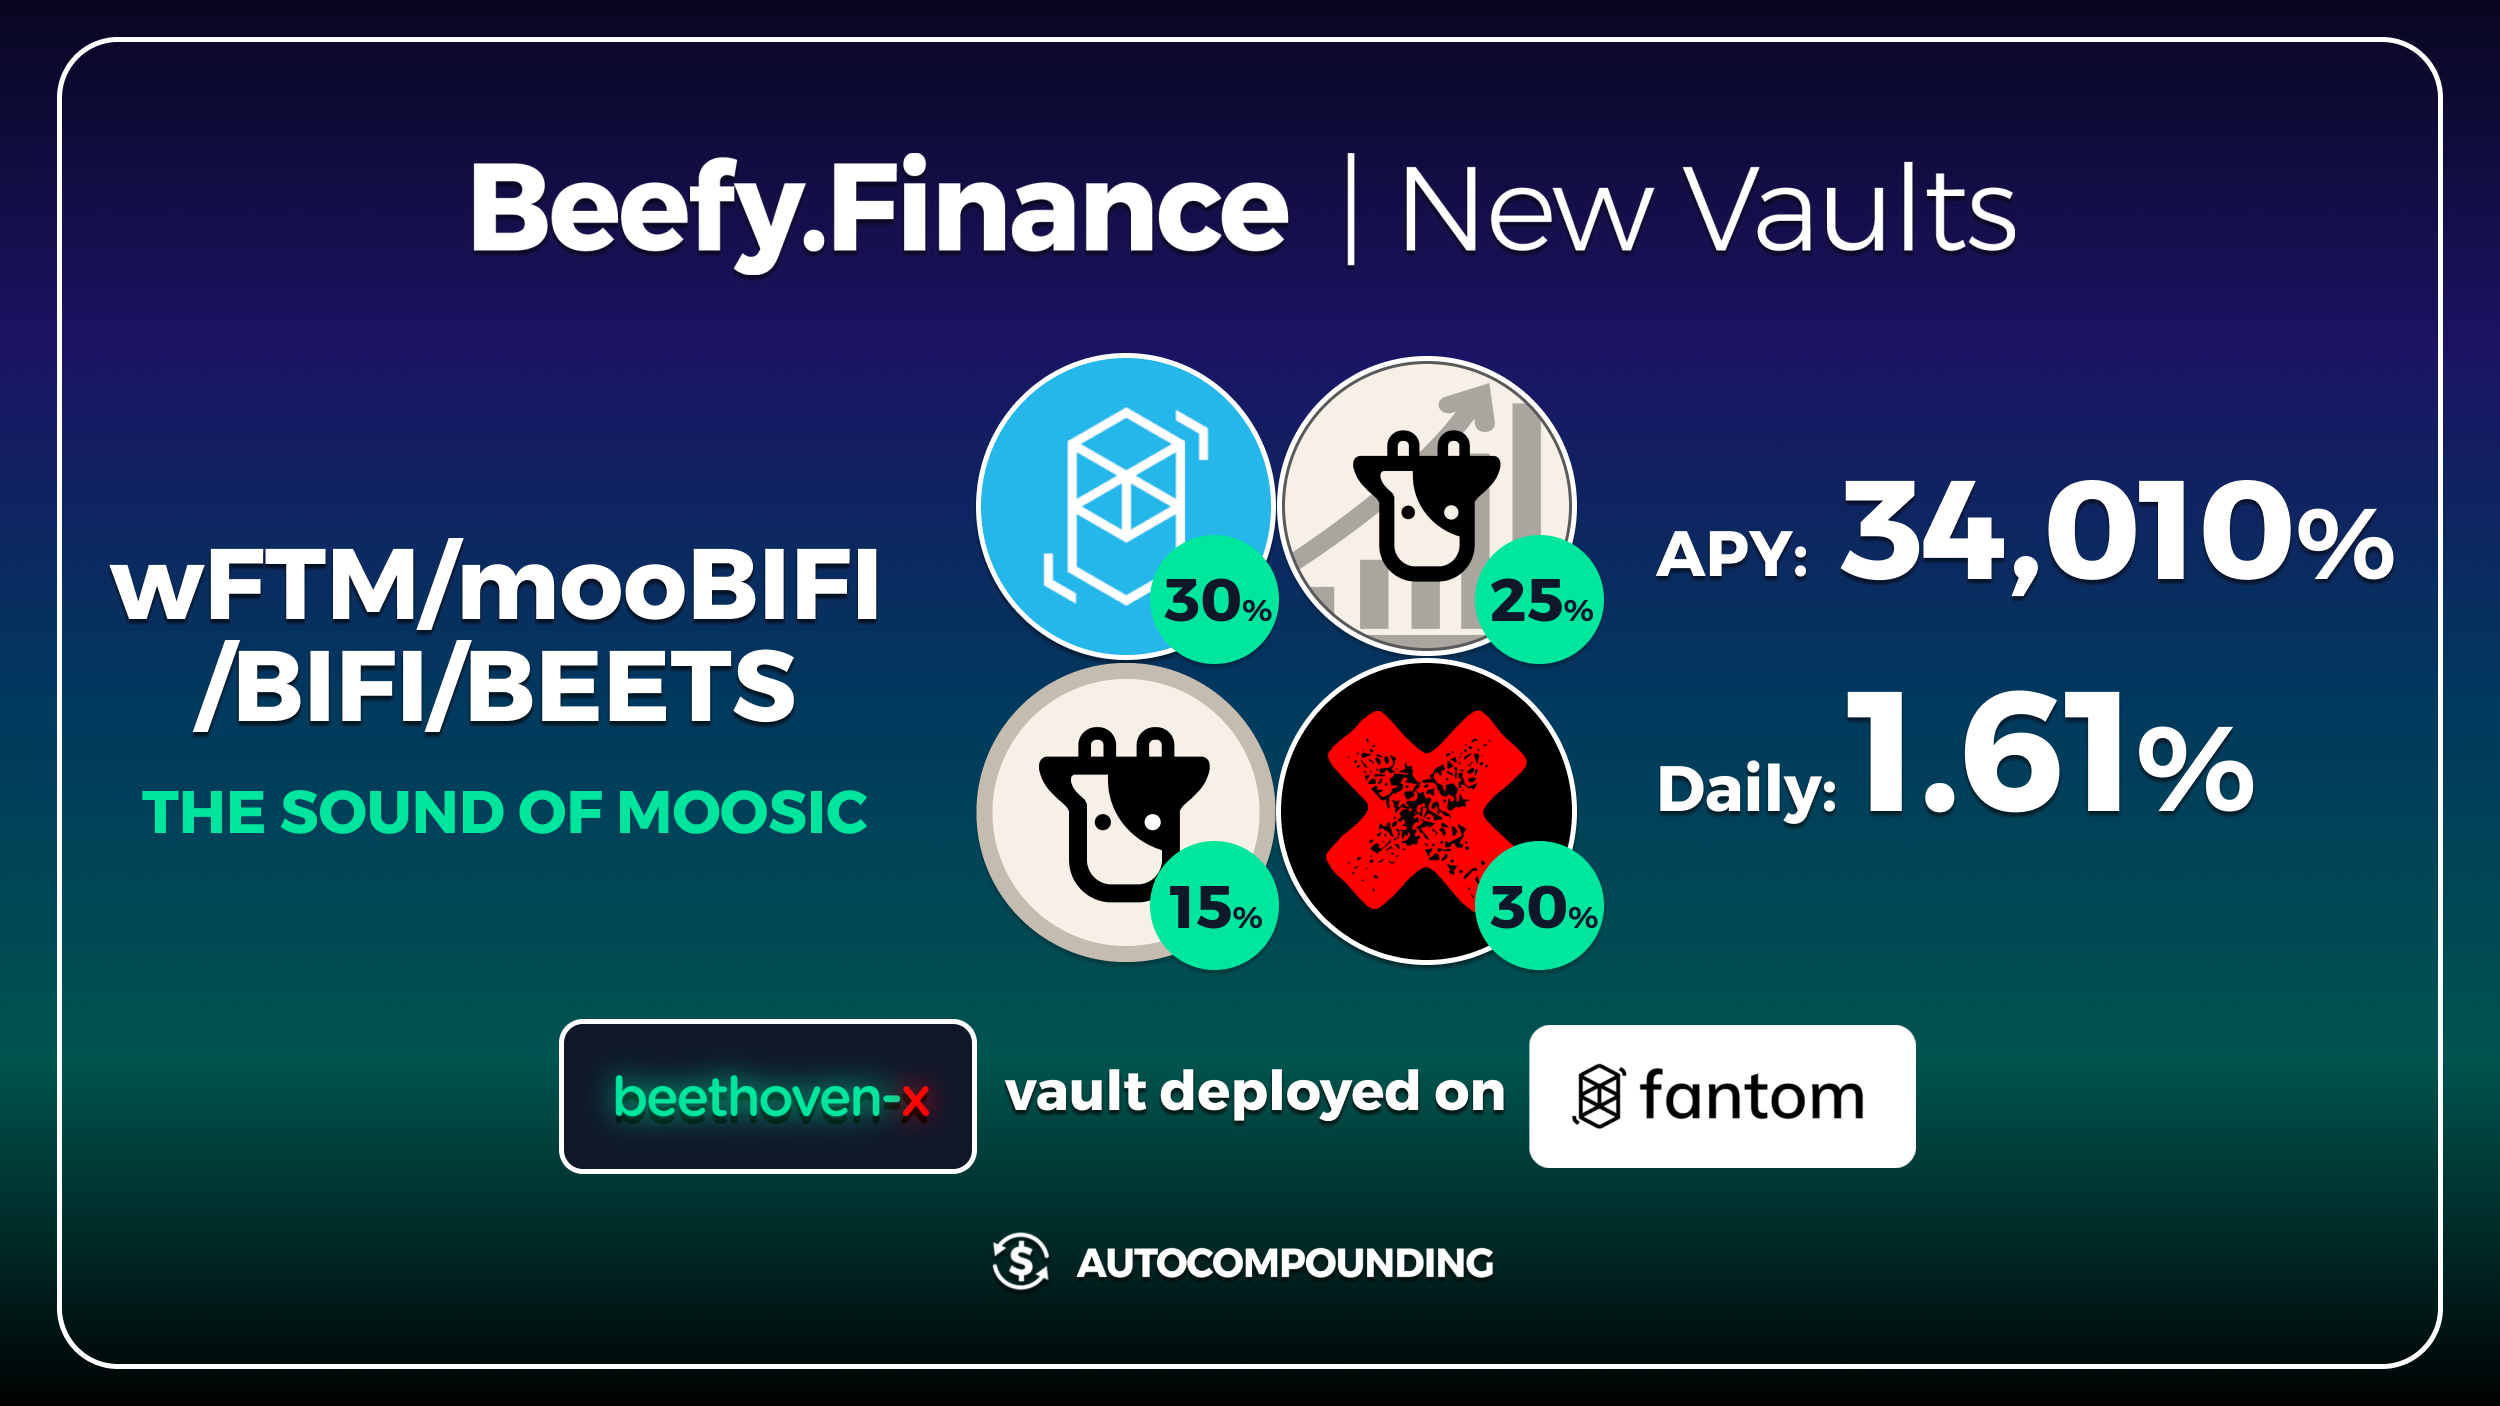 Beefy.Finance | New Vaults
wFTM/mooBIFI
/BIFI/BEETS
THE SOUND OF MOOOSIC
30%
25%
15%
30%
APY: 34,010%
Daily: 1.61%
beethoven-x vault deployed on fantom
AUTOCOMPOUNDING